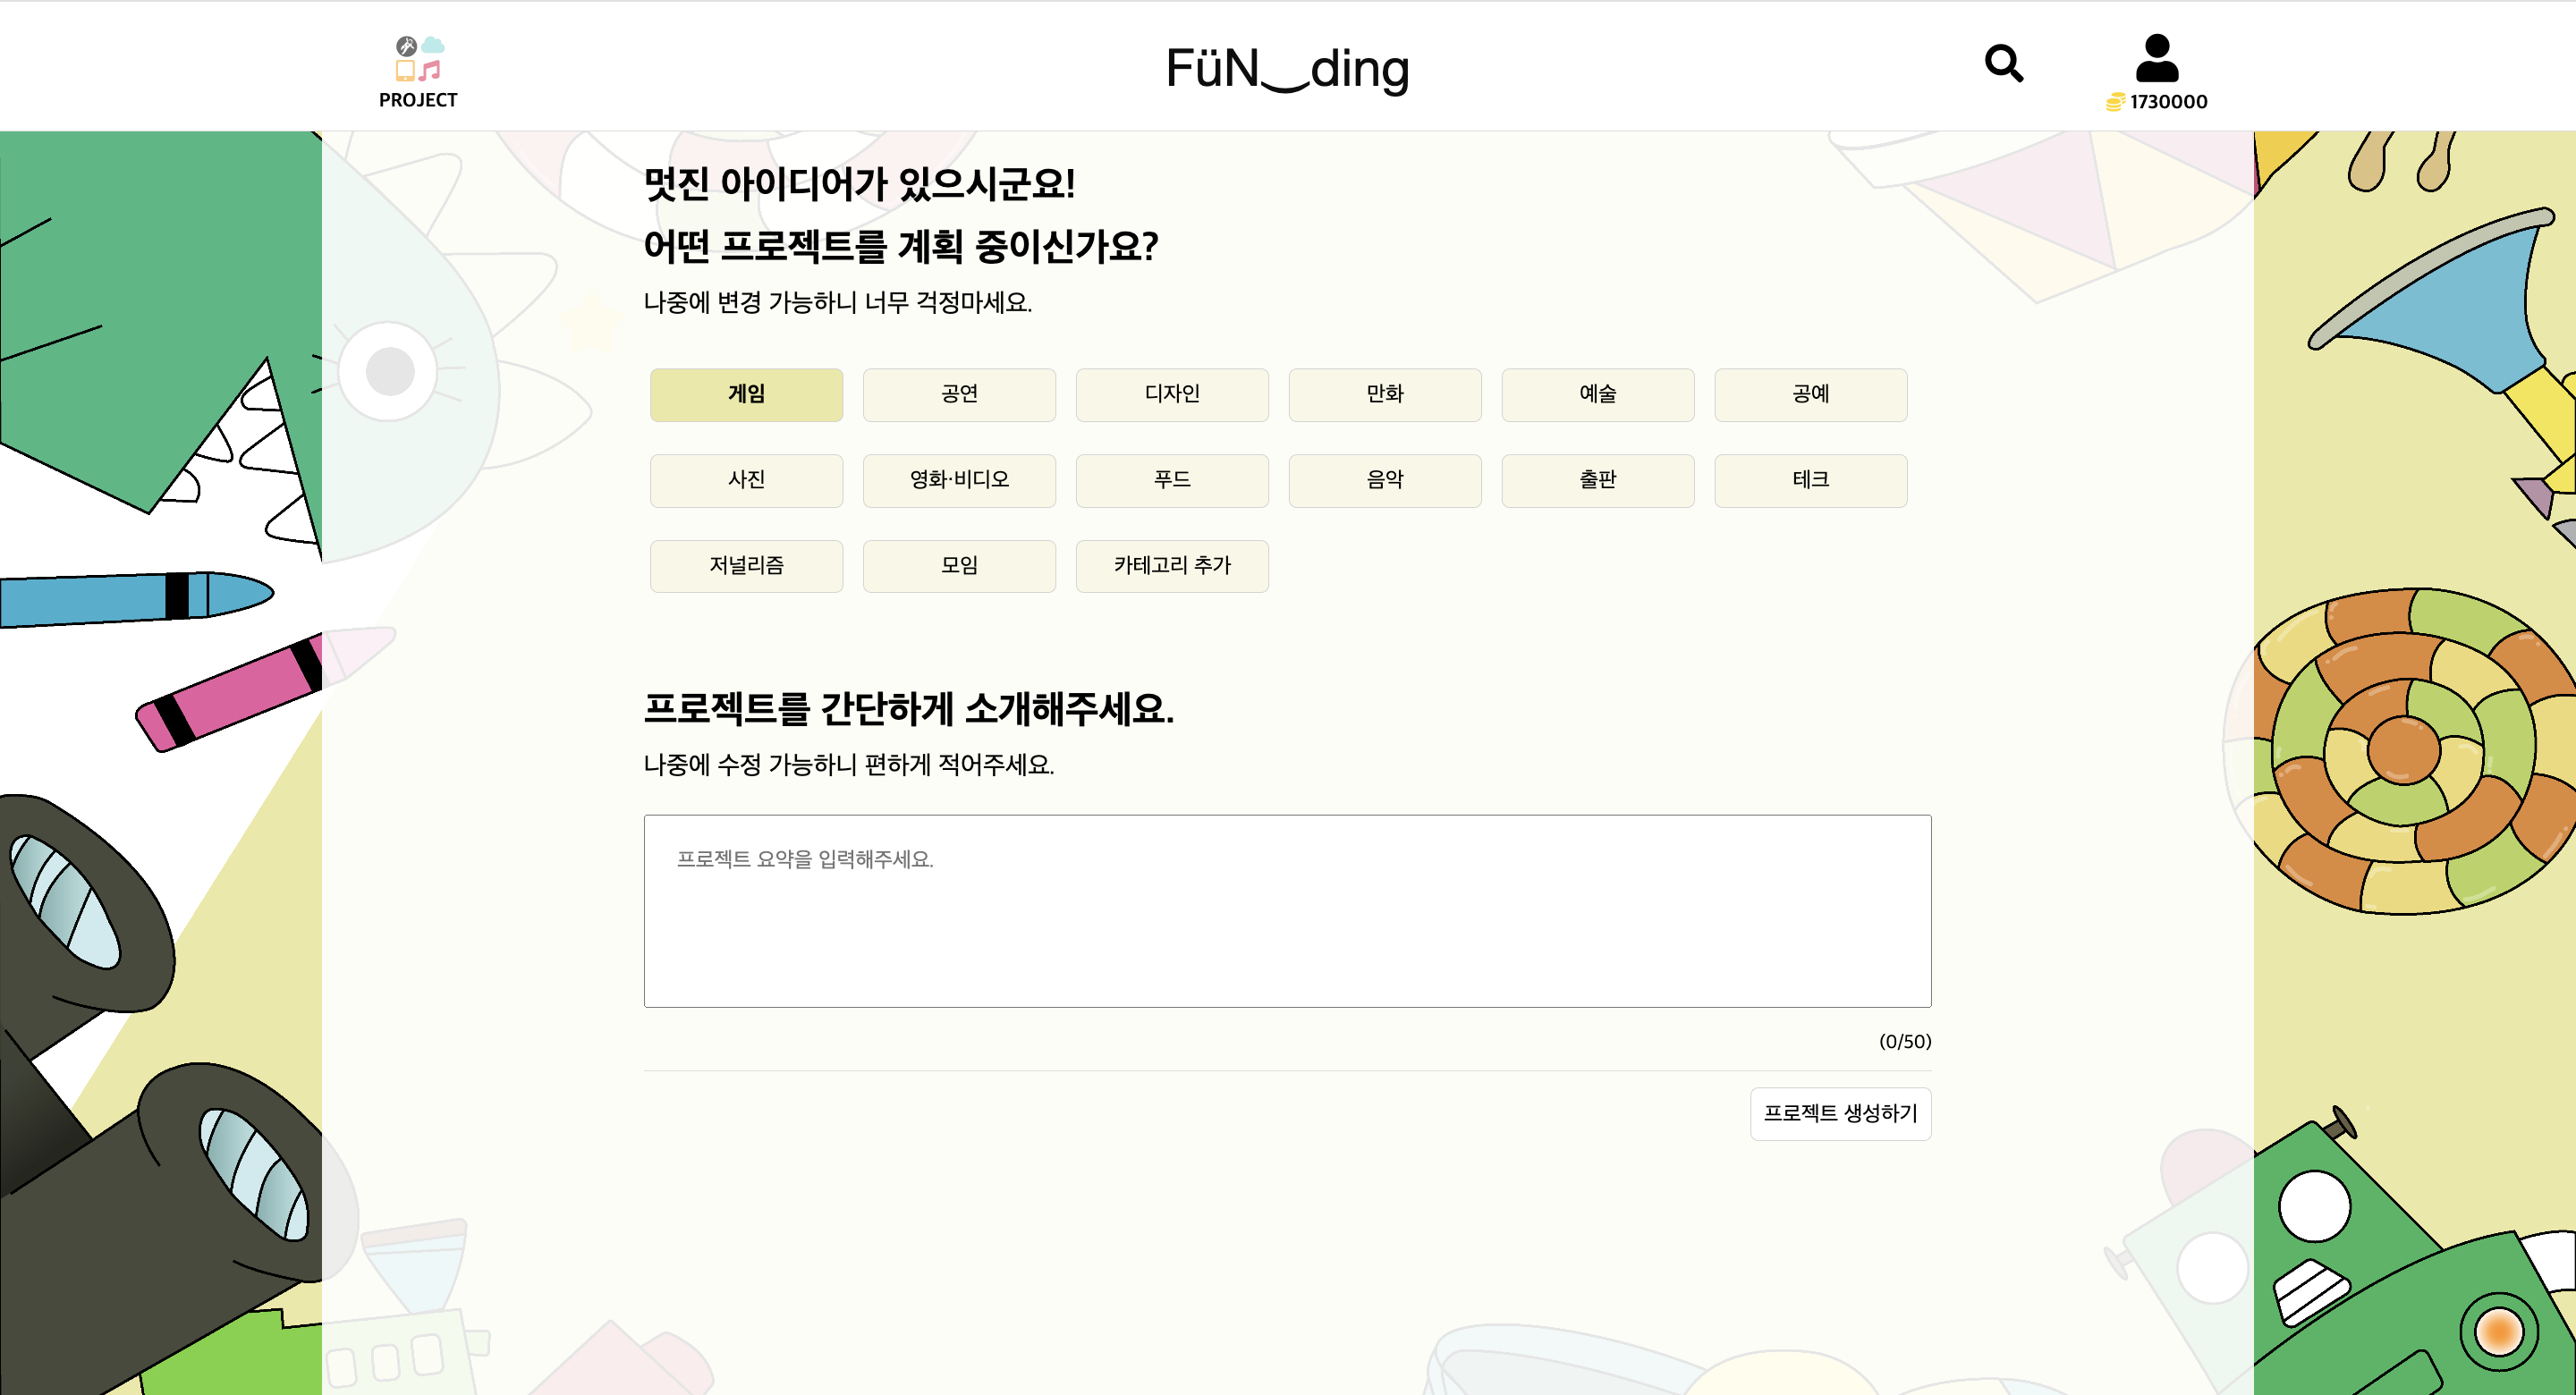 PROJECT
FüN‿ding
1730000
멋진 아이디어가 있으시군요!
어떤 프로젝트를 계획 중이신가요?
나중에 변경 가능하니 너무 걱정마세요.
게임 공연 디자인 만화 예술 공예
사진 영화·비디오 푸드 음악 출판 테크
저널리즘 모임 카테고리 추가
프로젝트를 간단하게 소개해주세요.
나중에 수정 가능하니 편하게 적어주세요.
프로젝트 요약을 입력해주세요.
(0/50)
프로젝트 생성하기